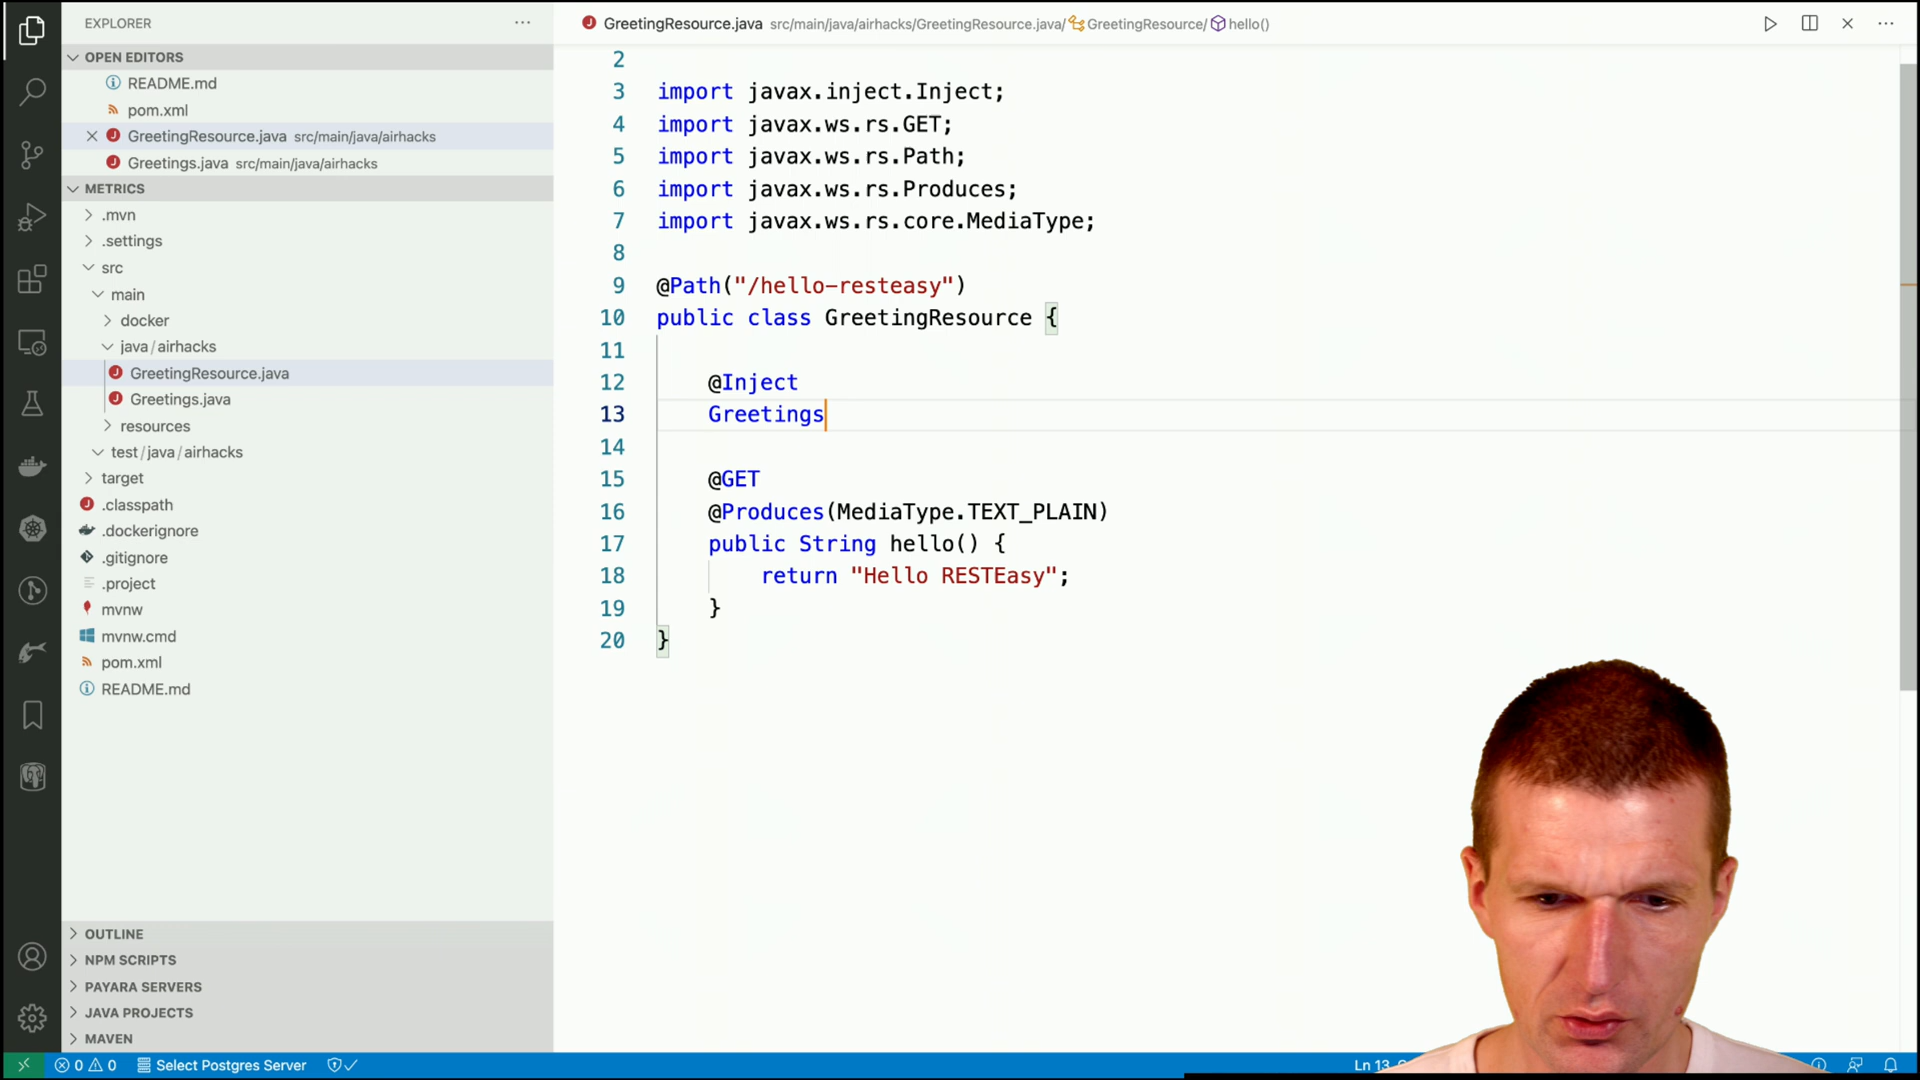 EXPLORER
OPEN EDITORS
README.md
pom.xml
GreetingResource.java src/main/java/airhacks
Greetings.java src/main/java/airhacks
METRICS
.mvn
.settings
src
main
docker
java/airhacks
GreetingResource.java
Greetings.java
resources
test/java/airhacks
target
.classpath
.dockerignore
.gitignore
.project
mvnw
mvnw.cmd
pom.xml
README.md
OUTLINE
NPM SCRIPTS
PAYARA SERVERS
JAVA PROJECTS
MAVEN
GreetingResource.java src/main/java/airhacks/GreetingResource.java/ GreetingResource/ hello()
2
3 import javax.inject.Inject;
4 import javax.ws.rs.GET;
5 import javax.ws.rs.Path;
6 import javax.ws.rs.Produces;
7 import javax.ws.rs.core.MediaType;
8
9 @Path("/hello-resteasy")
10 public class GreetingResource {
11
12 @Inject
13 Greetings
14
15 @GET
16 @Produces(MediaType.TEXT_PLAIN)
17 public String hello() {
18 return "Hello RESTEasy";
19 }
20 }
0 0 Select Postgres Server Ln 13